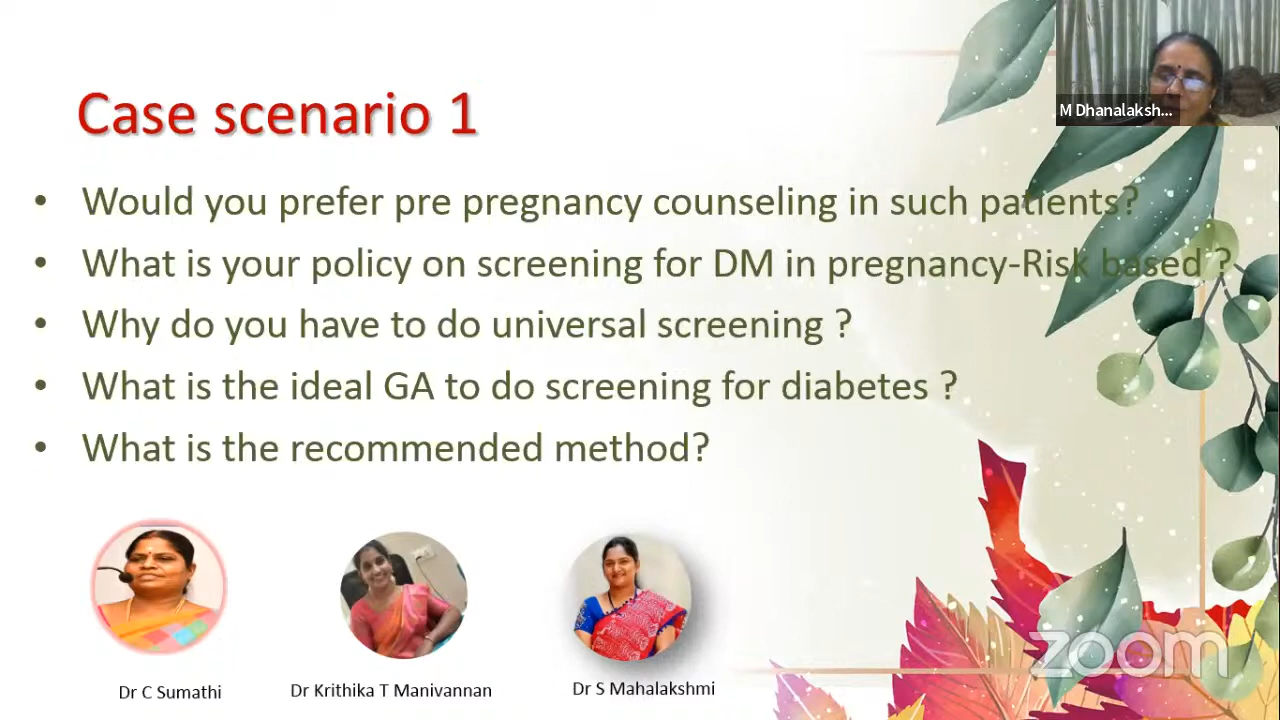 M Dhanalaksh...
Case scenario 1
• Would you prefer pre pregnancy counseling in such patients?
• What is your policy on screening for DM in pregnancy-Risk based ?
• Why do you have to do universal screening ?
• What is the ideal GA to do screening for diabetes ?
• What is the recommended method?
Dr C Sumathi
Dr Krithika T Manivannan
Dr S Mahalakshmi
zoom